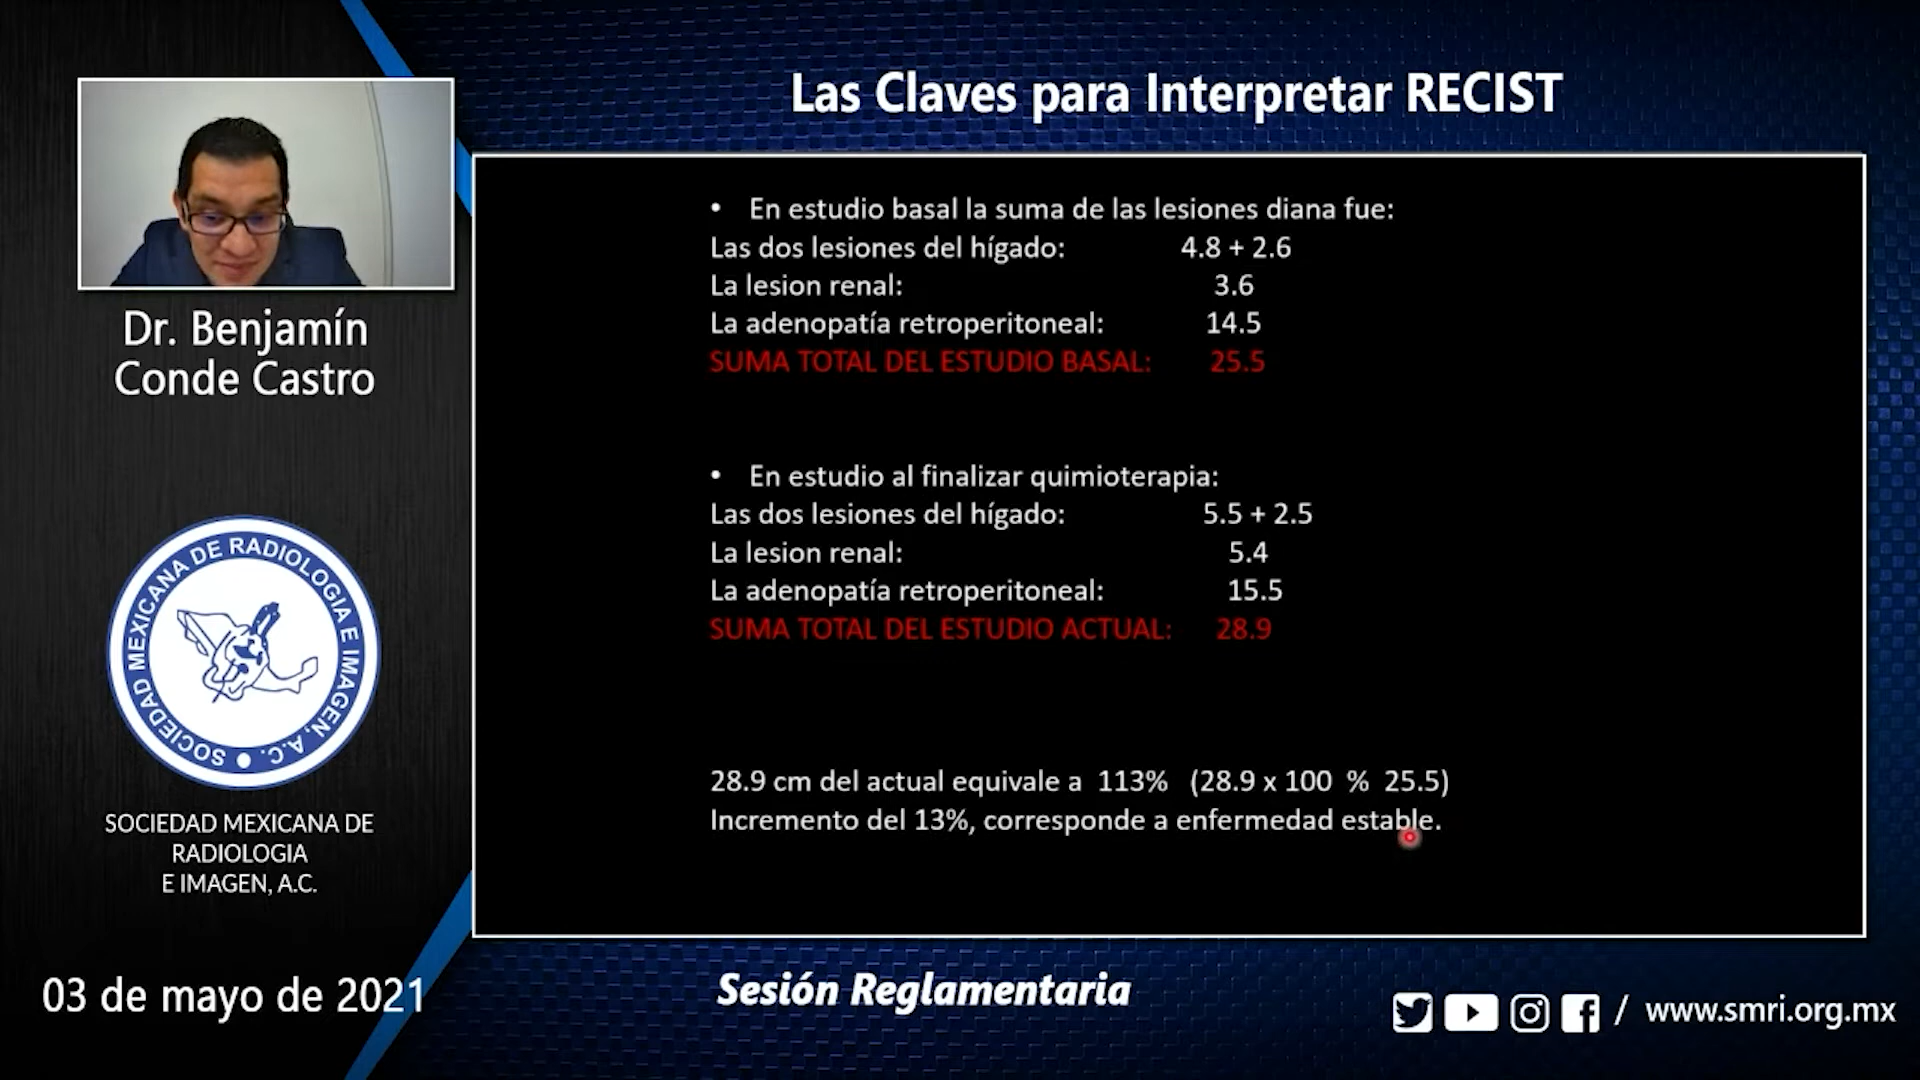 Las Claves para Interpretar RECIST
Dr. Benjamín
Conde Castro
SOCIEDAD MEXICANA DE RADIOLOGIA E IMAGEN, A.C.
SOCIEDAD MEXICANA DE
RADIOLOGIA
E IMAGEN, A.C.
03 de mayo de 2021
• En estudio basal la suma de las lesiones diana fue:
Las dos lesiones del hígado: 4.8 + 2.6
La lesion renal: 3.6
La adenopatía retroperitoneal: 14.5
SUMA TOTAL DEL ESTUDIO BASAL: 25.5
• En estudio al finalizar quimioterapia:
Las dos lesiones del hígado: 5.5 + 2.5
La lesion renal: 5.4
La adenopatía retroperitoneal: 15.5
SUMA TOTAL DEL ESTUDIO ACTUAL: 28.9
28.9 cm del actual equivale a 113% (28.9 x 100 % 25.5)
Incremento del 13%, corresponde a enfermedad estable.
Sesión Reglamentaria
/ www.smri.org.mx